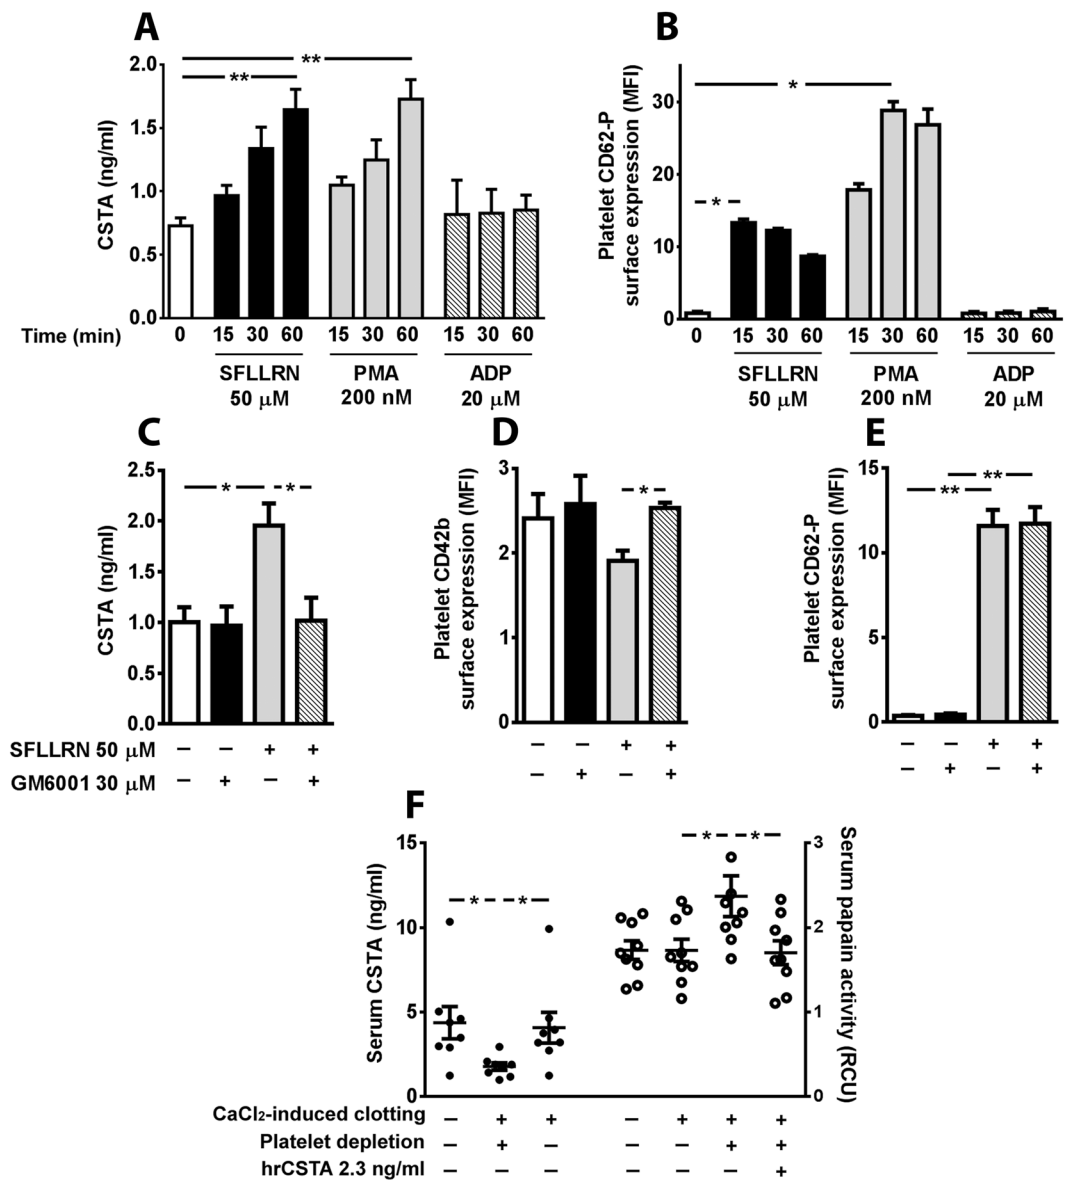 A
CSTA (ng/ml)
2.0
1.5
1.0
0.5
0.0
**
**
Time (min)
0 15 30 60 15 30 60 15 30 60
SFLLRN PMA ADP
50 µM 200 nM 20 µM
B
Platelet CD62-P
surface expression (MFI)
30
20
10
0
*
*
0 15 30 60 15 30 60 15 30 60
SFLLRN PMA ADP
50 µM 200 nM 20 µM
C
CSTA (ng/ml)
2.5
2.0
1.5
1.0
0.5
0.0
* *
SFLLRN 50 µM − − + +
GM6001 30 µM − + − +
D
Platelet CD42b
surface expression (MFI)
3
2
1
0
*
− − + +
− + − +
E
Platelet CD62-P
surface expression (MFI)
15
10
5
0
**
**
− − + +
− + − +
F
Serum CSTA (ng/ml)
15
10
5
0
* *
* *
3
2
1
0
Serum papain activity (RCU)
CaCl2-induced clotting − + + − + + +
Platelet depletion − + − − − + +
hrCSTA 2.3 ng/ml − − − − − − +